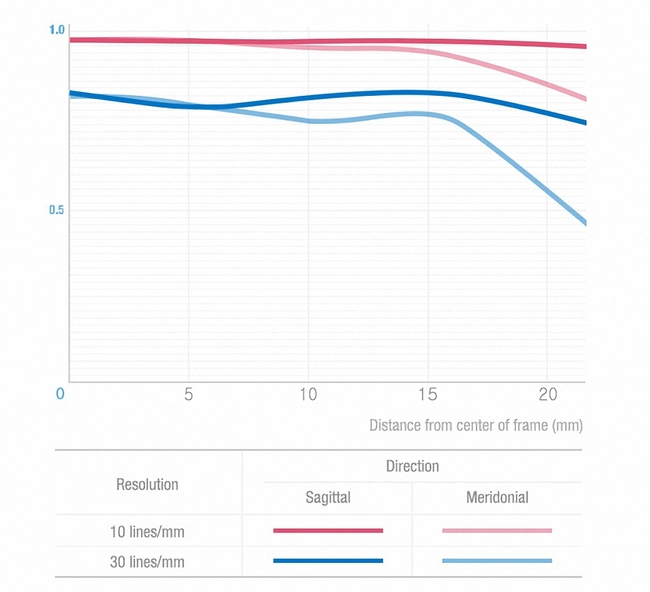 1.0
0.5
0 5 10 15 20
Distance from center of frame (mm)
Resolution Direction
Sagittal Meridonial
10 lines/mm
30 lines/mm